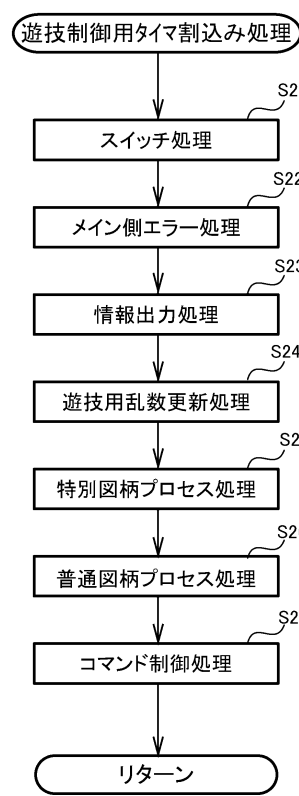 遊技制御用タイマ割込み処理
S2
スイッチ処理
S22
メイン側エラー処理
S23
情報出力処理
S24
遊技用乱数更新処理
S2
特別図柄プロセス処理
S2
普通図柄プロセス処理
S2
コマンド制御処理
リターン